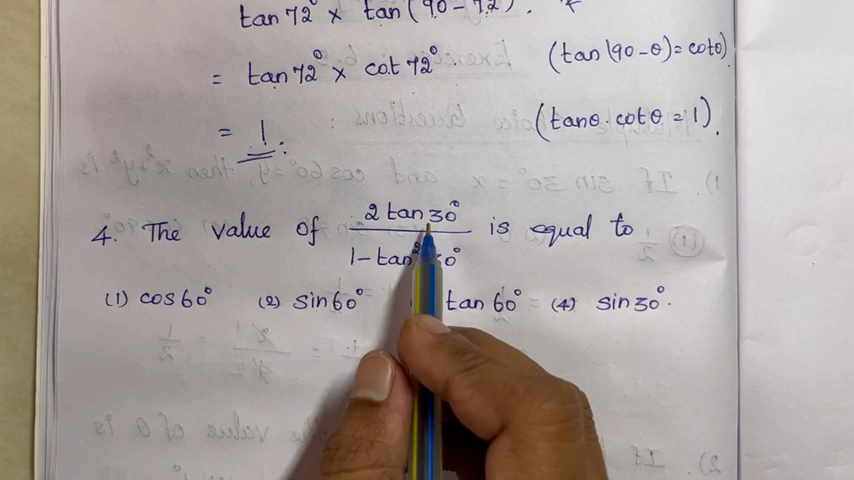 tan 72° × tan (90 - 72).
= tan 72° × cot 72° (tan (90 - θ) = cot θ)
= 1. (tan θ . cot θ = 1).
4. The value of 2 tan 30° / 1 - tan² 30° is equal to
(1) cos 60° (2) sin 60° tan 60° (4) sin 30°.